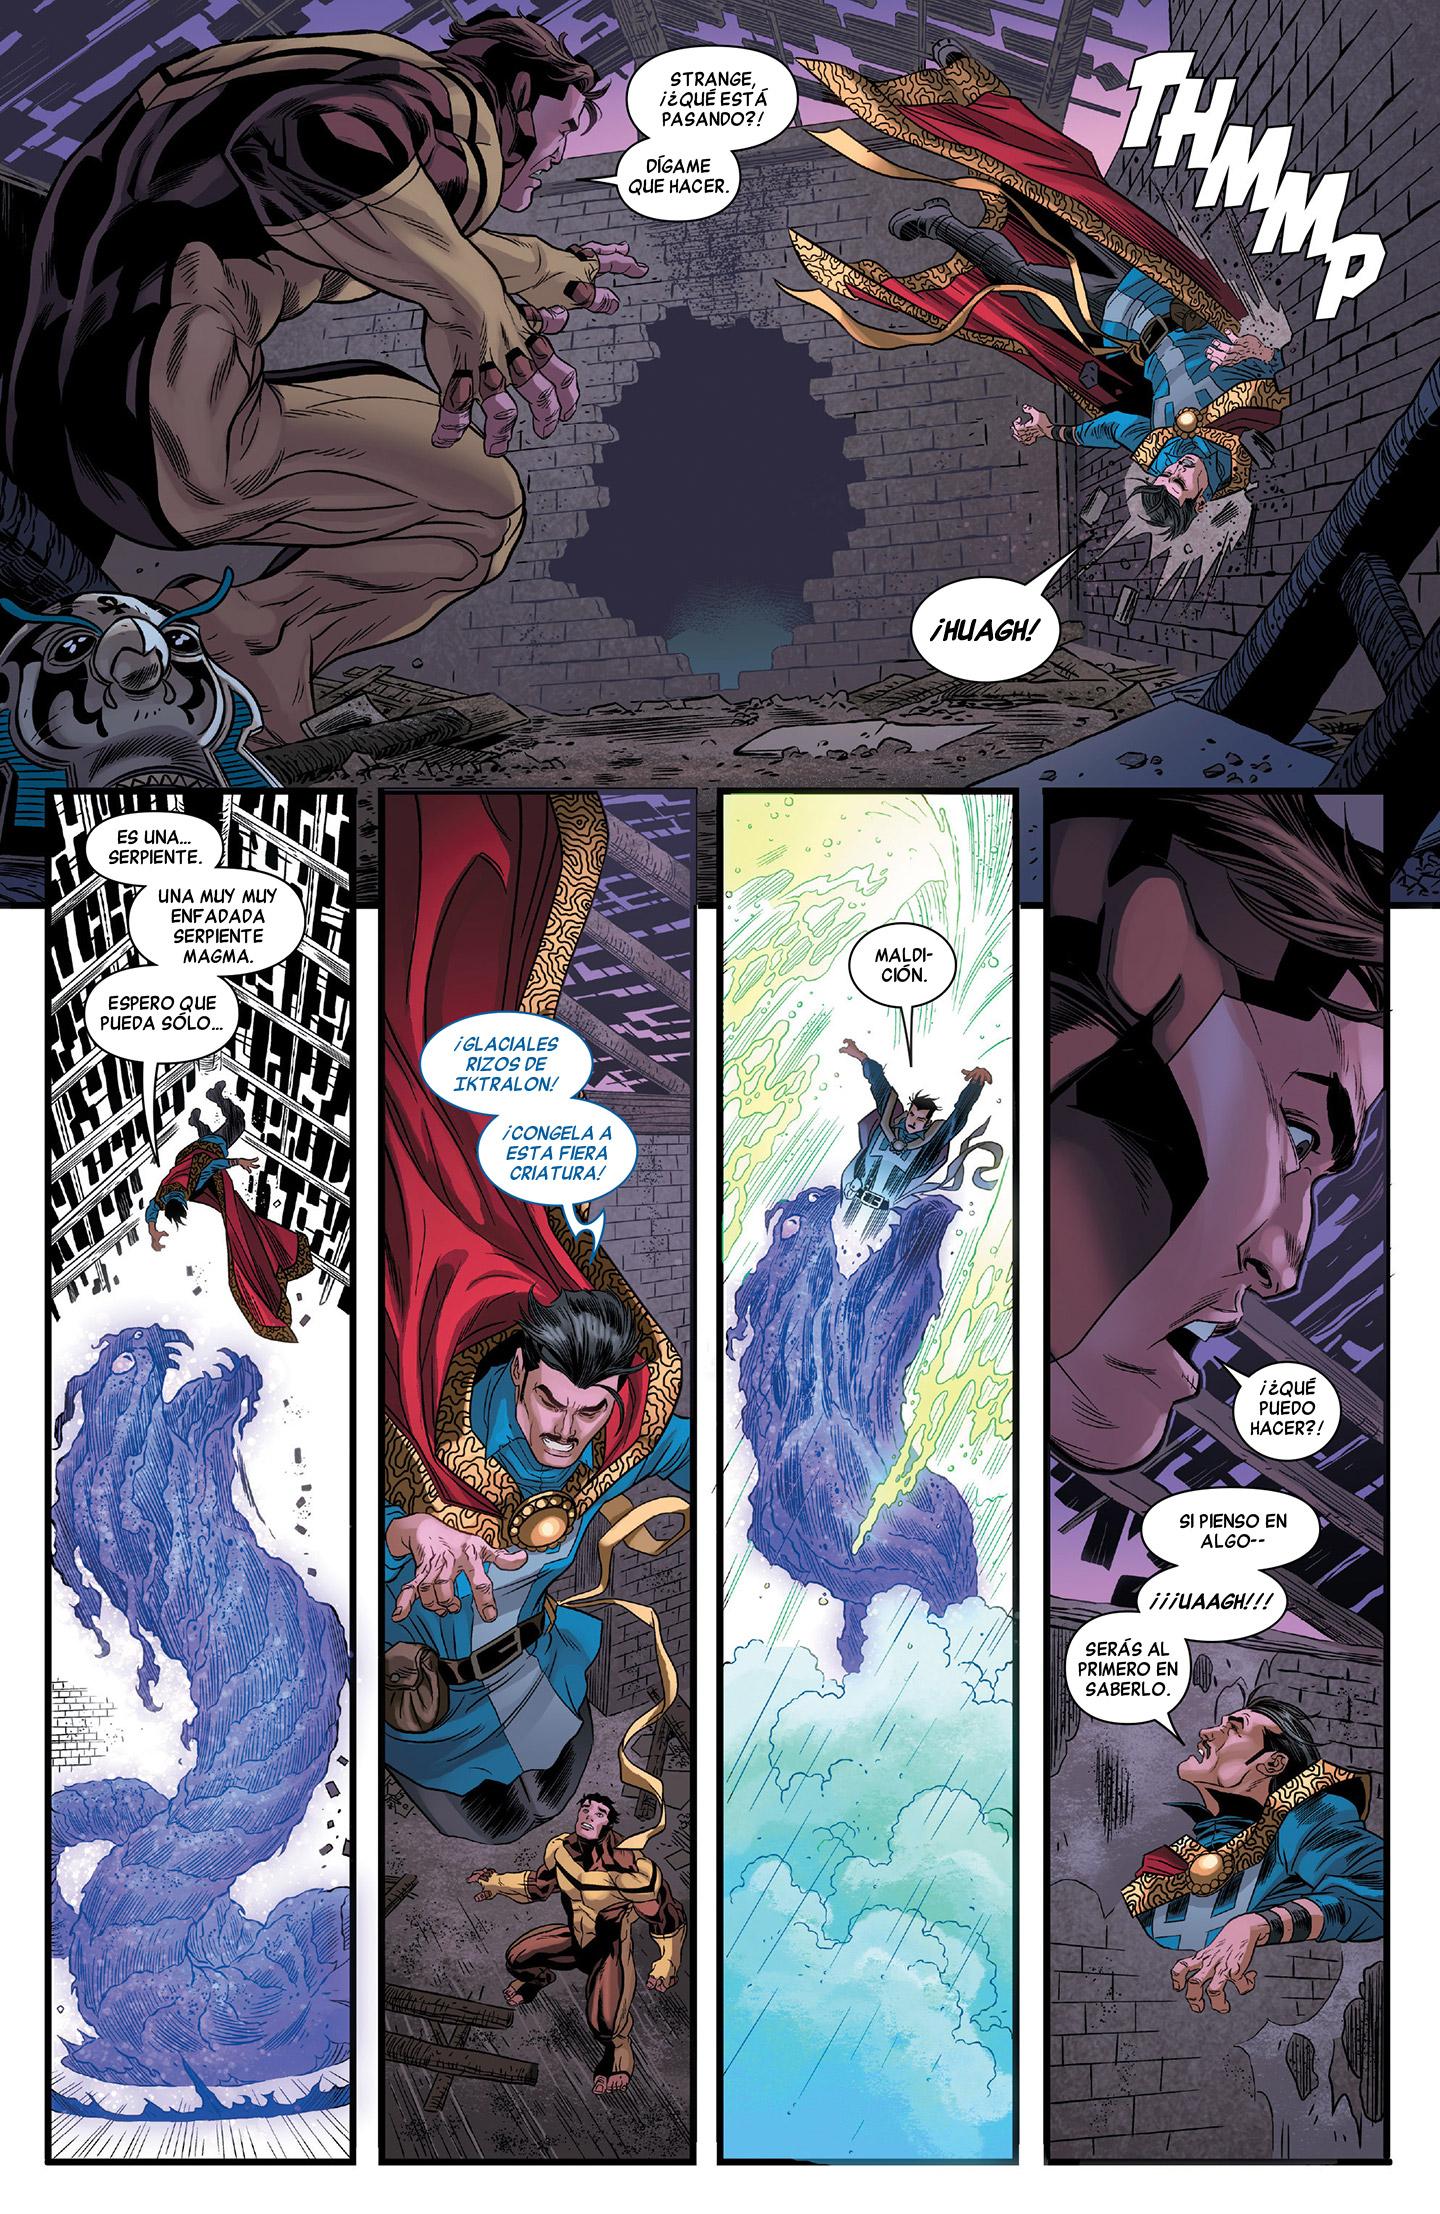 STRANGE,
¡¿QUÉ ESTÁ
PASANDO?!
DÍGAME
QUE HACER.
THMMP
¡HUAGH!
ES UNA...
SERPIENTE.
UNA MUY MUY
ENFADADA
SERPIENTE
MAGMA.
ESPERO QUE
PUEDA SÓLO...
¡GLACIALES
RIZOS DE
IKTRALON!
¡CONGELA A
ESTA FIERA
CRIATURA!
MALDI-
CIÓN.
¡¿QUÉ
PUEDO
HACER?!
SI PIENSO EN
ALGO--
¡¡¡UAAGH!!!
SERÁS AL
PRIMERO EN
SABERLO.